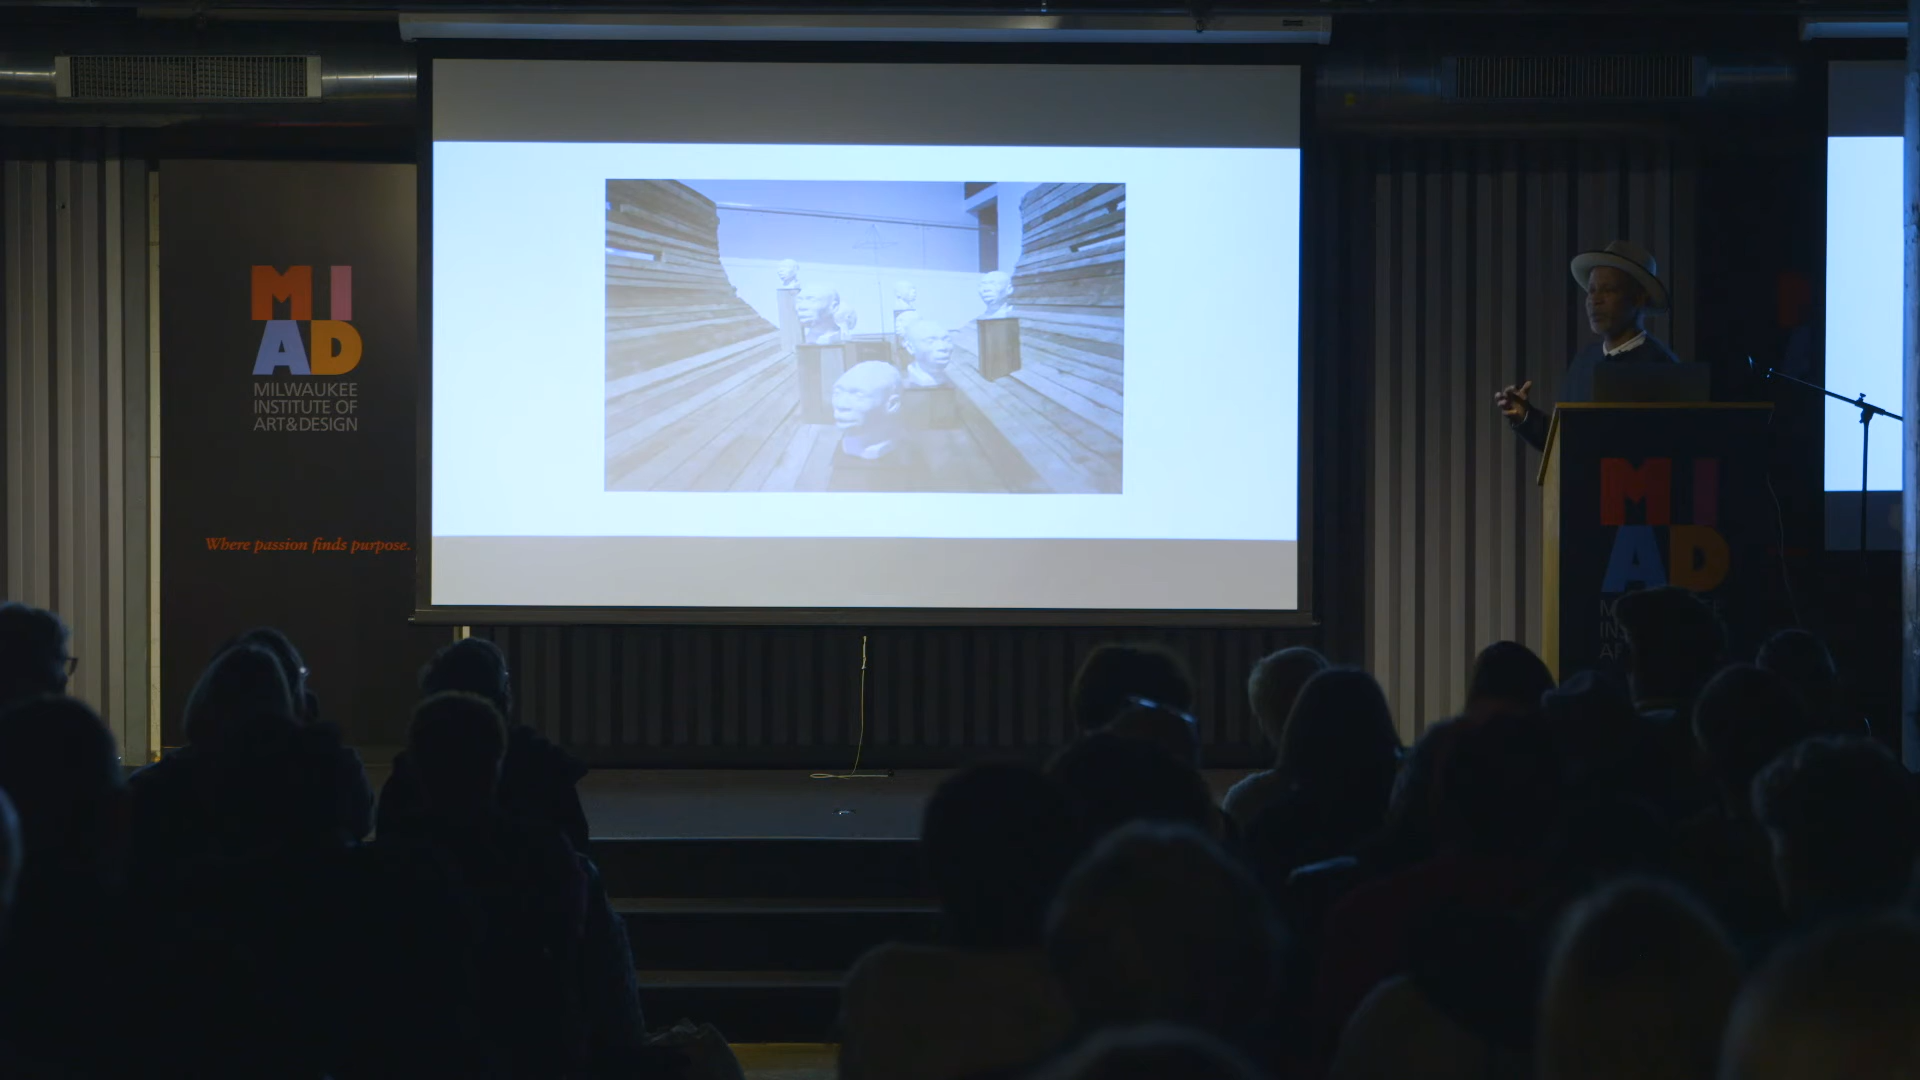 MI
AD
MILWAUKEE
INSTITUTE OF
ART&DESIGN
Where passion finds purpose.
MI
AD